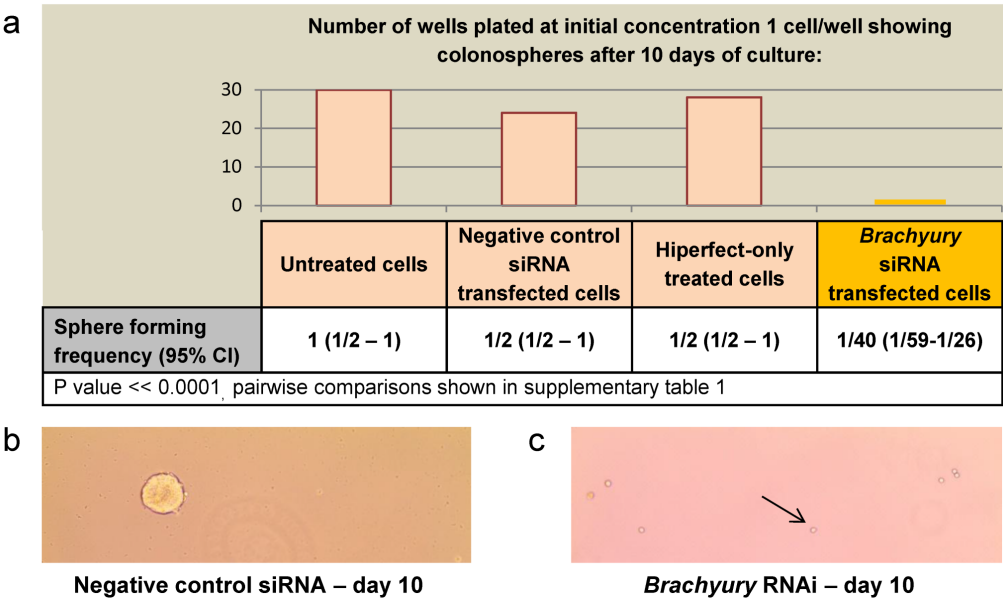 a
Number of wells plated at initial concentration 1 cell/well showing
colonospheres after 10 days of culture:
30
20
10
0
Untreated cells
Negative control
siRNA
transfected cells
Hiperfect-only
treated cells
Brachyury
siRNA
transfected cells
Sphere forming
frequency (95% CI)
1 (1/2 – 1)
1/2 (1/2 – 1)
1/2 (1/2 – 1)
1/40 (1/59-1/26)
P value << 0.0001, pairwise comparisons shown in supplementary table 1
b
c
Negative control siRNA – day 10
Brachyury RNAi – day 10